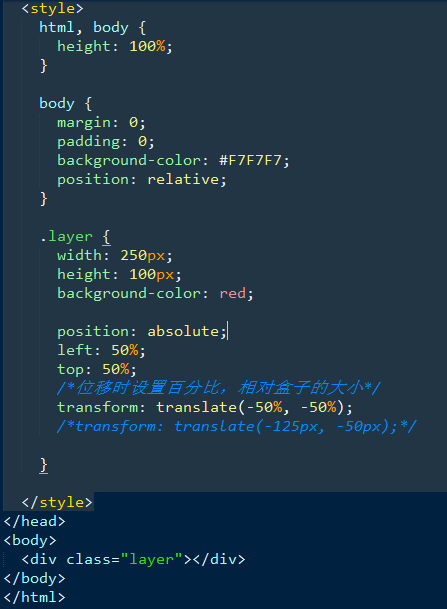 <style>
html, body {
height: 100%;
}
body {
margin: 0;
padding: 0;
background-color: #F7F7F7;
position: relative;
}
.layer {
width: 250px;
height: 100px;
background-color: red;
position: absolute;
left: 50%;
top: 50%;
/*位移时设置百分比，相对盒子的大小*/
transform: translate(-50%, -50%);
/*transform: translate(-125px, -50px);*/
}
</style>
</head>
<body>
<div class="layer"></div>
</body>
</html>